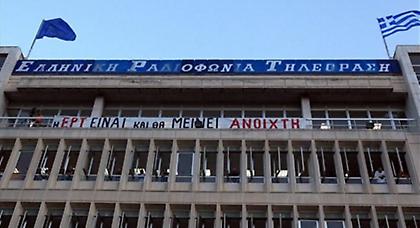 Ελληνικη Ραδιοφωνια Τηλεοραση
Η ΕΡΤ ΕΙΝΑΙ ΚΑΙ ΘΑ ΜΕΙΝΕΙ ΑΝΟΙΧΤΗ